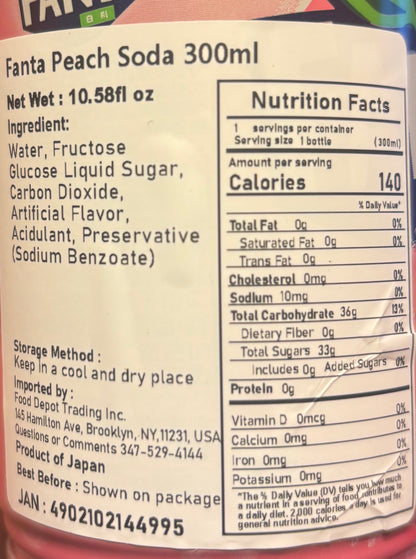 FANT
Fanta Peach Soda 300ml
Net Wet : 10.58fl oz
Ingredient:
Water, Fructose
Glucose Liquid Sugar,
Carbon Dioxide,
Artificial Flavor,
Acidulant, Preservative
(Sodium Benzoate)
Storage Method :
Keep in a cool and dry place
Imported by :
Food Depot Trading Inc.
145 Hamilton Ave, Brooklyn, NY,11231, USA
Questions or Comments 347-529-4144
Product of Japan
Best Before : Shown on package
JAN : 4902102144995
Nutrition Facts
1 servings per container
Serving size 1 bottle (300ml)
Amount per serving
Calories 140
% Daily Value*
Total Fat 0g 0%
Saturated Fat 0g 0%
Trans Fat 0g
Cholesterol 0mg 0%
Sodium 10mg 0%
Total Carbohydrate 36g 13%
Dietary Fiber 0g 0%
Total Sugars 33g
Includes 0g Added Sugars 0%
Protein 0g
Vitamin D 0mcg 0%
Calcium 0mg 0%
Iron 0mg 0%
Potassium 0mg 0%
*The % Daily Value (DV) tells you how much
a nutrient in a serving of food contributes to
a daily diet. 2,000 calories a day is used for
general nutrition advice.